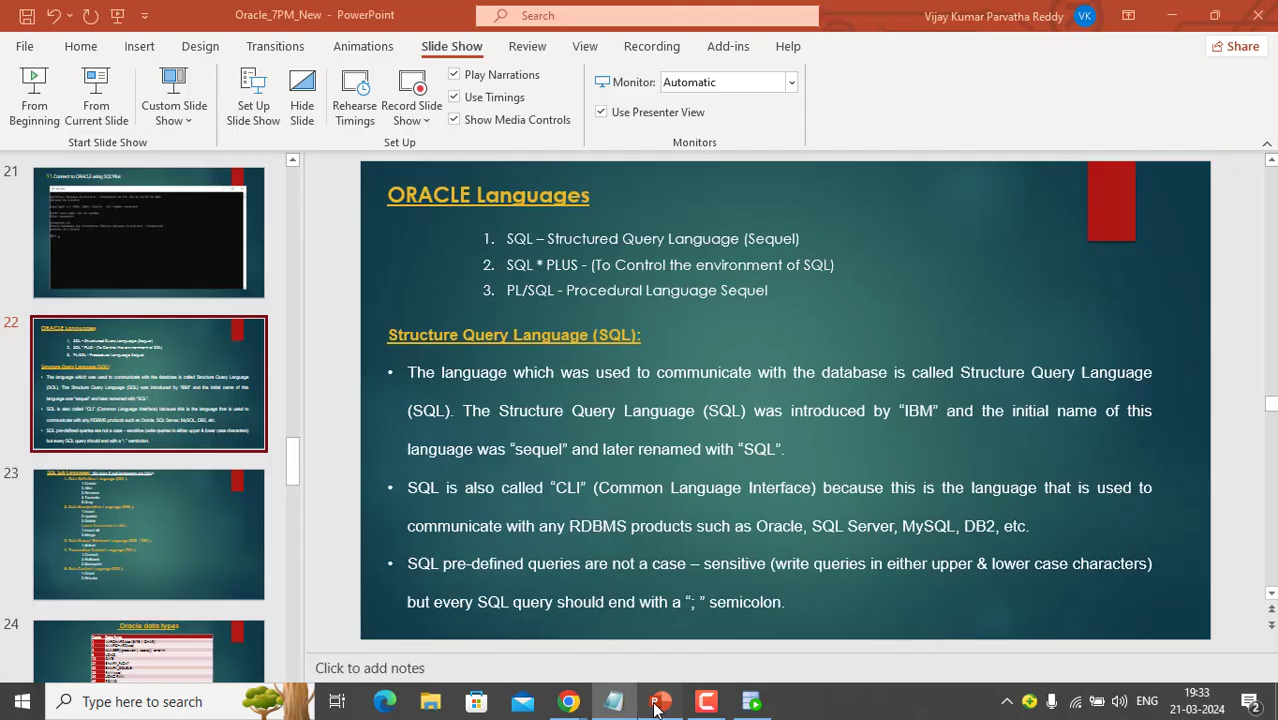 Oracle_7PM_New - PowerPoint
Search
Vijay Kumar Parvatha Reddy
VK
File
Home
Insert
Design
Transitions
Animations
Slide Show
Review
View
Recording
Add-ins
Help
Share
From Beginning
From Current Slide
Custom Slide Show
Set Up Slide Show
Hide Slide
Rehearse Timings
Record Slide Show
Play Narrations
Use Timings
Show Media Controls
Monitor:
Automatic
Use Presenter View
Start Slide Show
Set Up
Monitors
21
22
23
24
ORACLE Languages
Oracle data types
ORACLE Languages
1. SQL – Structured Query Language (Sequel)
2. SQL * PLUS - (To Control the environment of SQL)
3. PL/SQL - Procedural Language Sequel
Structure Query Language (SQL):
• The language which was used to communicate with the database is called Structure Query Language
(SQL). The Structure Query Language (SQL) was introduced by “IBM” and the initial name of this
language was “sequel” and later renamed with “SQL”.
• SQL is also called “CLI” (Common Language Interface) because this is the language that is used to
communicate with any RDBMS products such as Oracle, SQL Server, MySQL, DB2, etc.
• SQL pre-defined queries are not a case – sensitive (write queries in either upper & lower case characters)
but every SQL query should end with a “; ” semicolon.
Click to add notes
Type here to search
ENG
19:33
21-03-2024
2